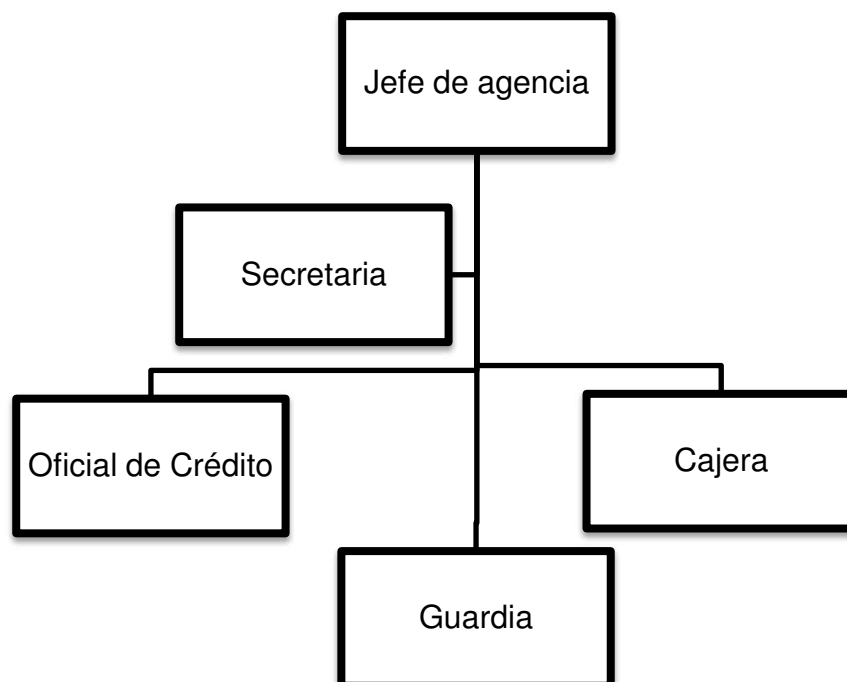 Jefe de agencia
Secretaria
Oficial de Crédito
Cajera
Guardia